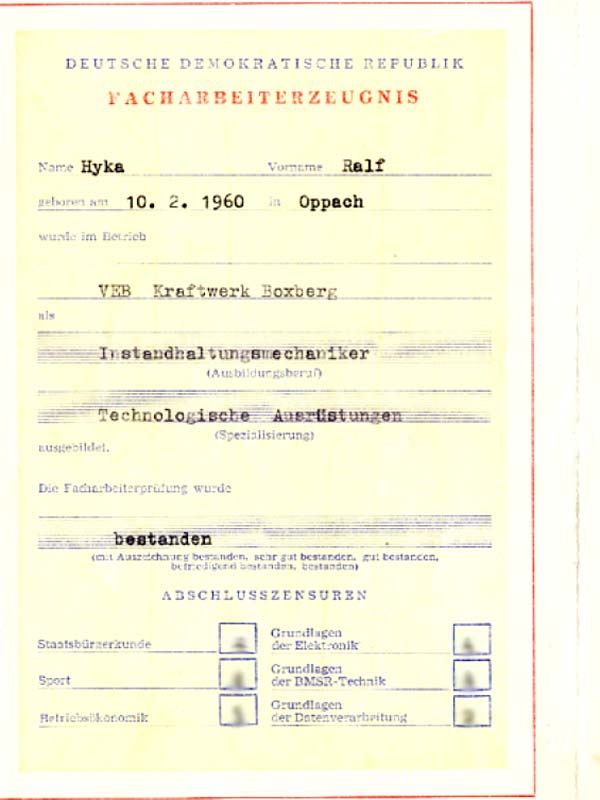 DEUTSCHE DEMOKRATISCHE REPUBLIK
FACHARBEITERZEUGNIS
Name Hyka Vorname Ralf
geboren am 10. 2. 1960 in Oppach
wurde im Betrieb
VEB Kraftwerk Boxberg
als
Instandhaltungsmechaniker
(Ausbildungsberuf)
Technologische Ausrüstungen
(Spezialisierung)
ausgebildet.
Die Facharbeiterprüfung wurde
bestanden
(mit Auszeichnung bestanden, sehr gut bestanden, gut bestanden,
befriedigend bestanden, bestanden)
ABSCHLUSSZENSUREN
Staatsbürgerkunde
Grundlagen
der Elektronik
Sport
Grundlagen
der BMSR-Technik
Betriebsökonomik
Grundlagen
der Datenverarbeitung